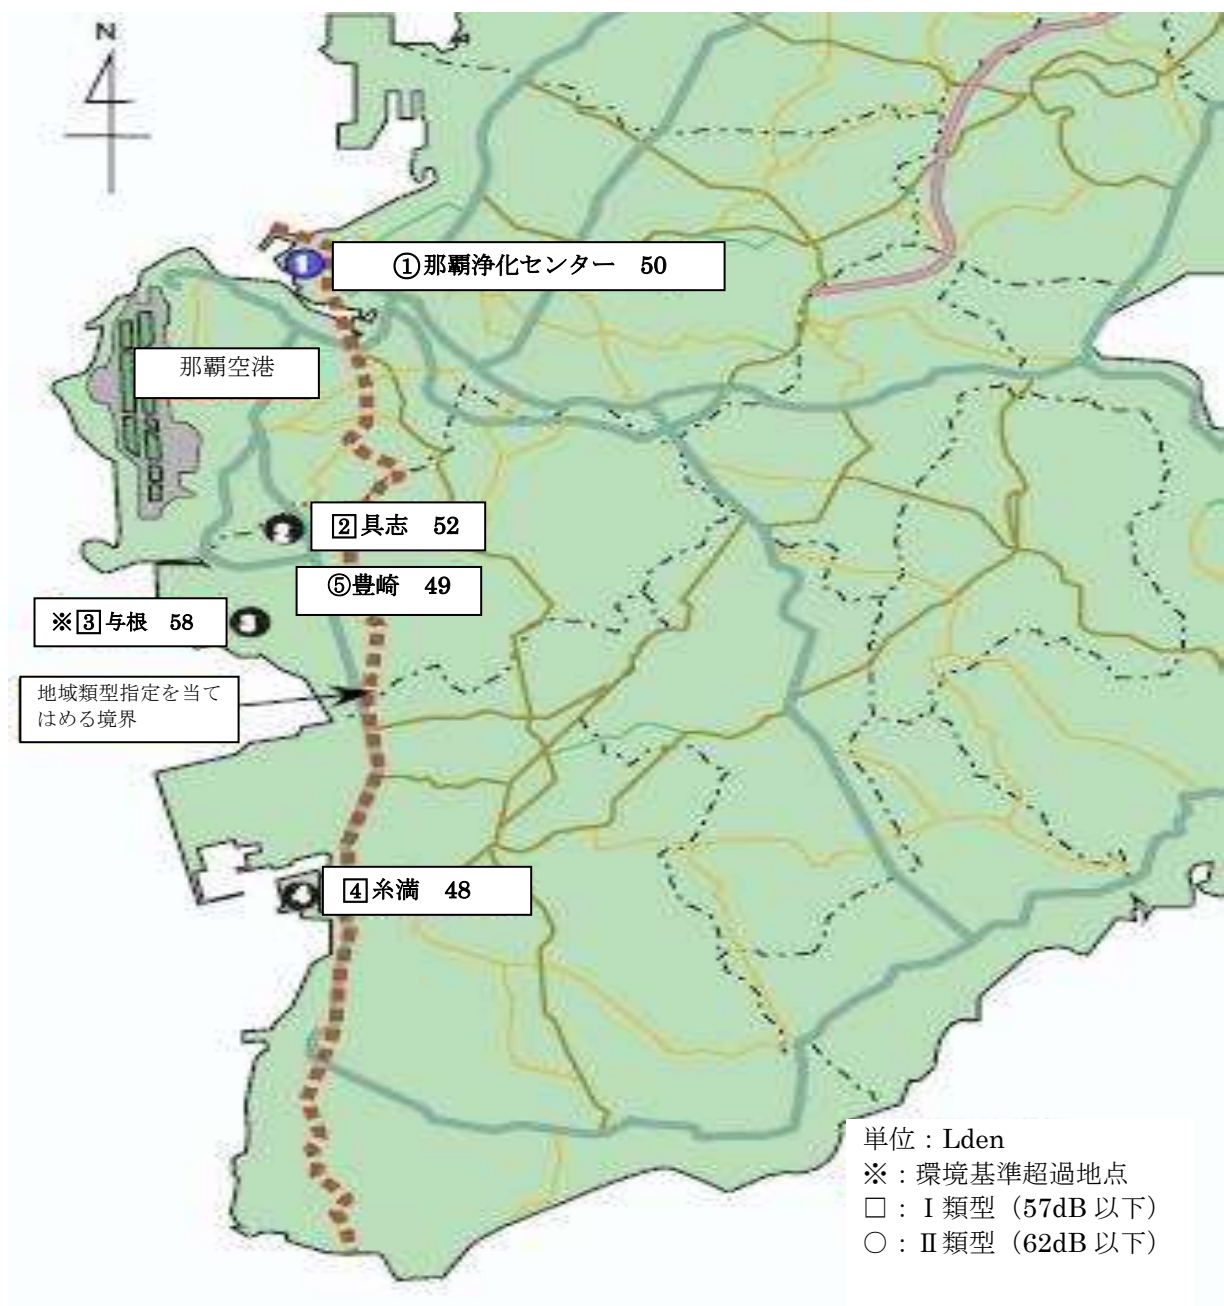 N
①那覇浄化センター 50
那覇空港
2 具志 52
⑤豊崎 49
※3 与根 58
地域類型指定を当て
はめる境界
4 糸満 48
単位：Lden
※：環境基準超過地点
□：Ⅰ類型（57dB 以下）
○：Ⅱ類型（62dB 以下）